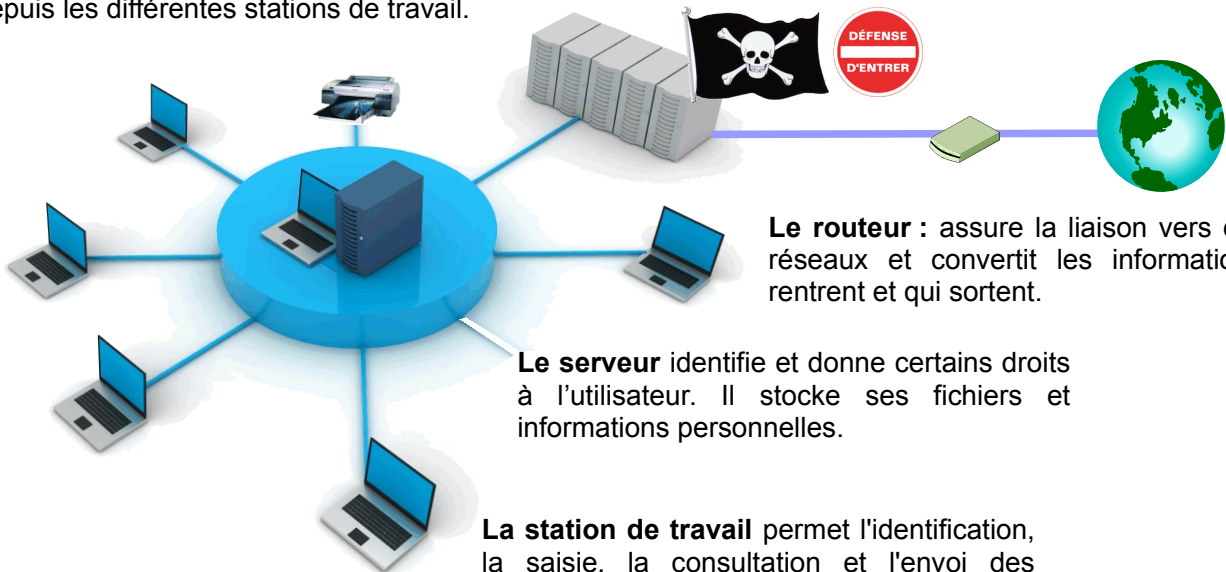 epuis les différentes stations de travail.
DÉFENSE
D'ENTRER
Le routeur : assure la liaison vers
réseaux et convertit les informatio
rentrent et qui sortent.
Le serveur identifie et donne certains droits
à l’utilisateur. Il stocke ses fichiers et
informations personnelles.
La station de travail permet l'identification,
la saisie, la consultation et l'envoi des